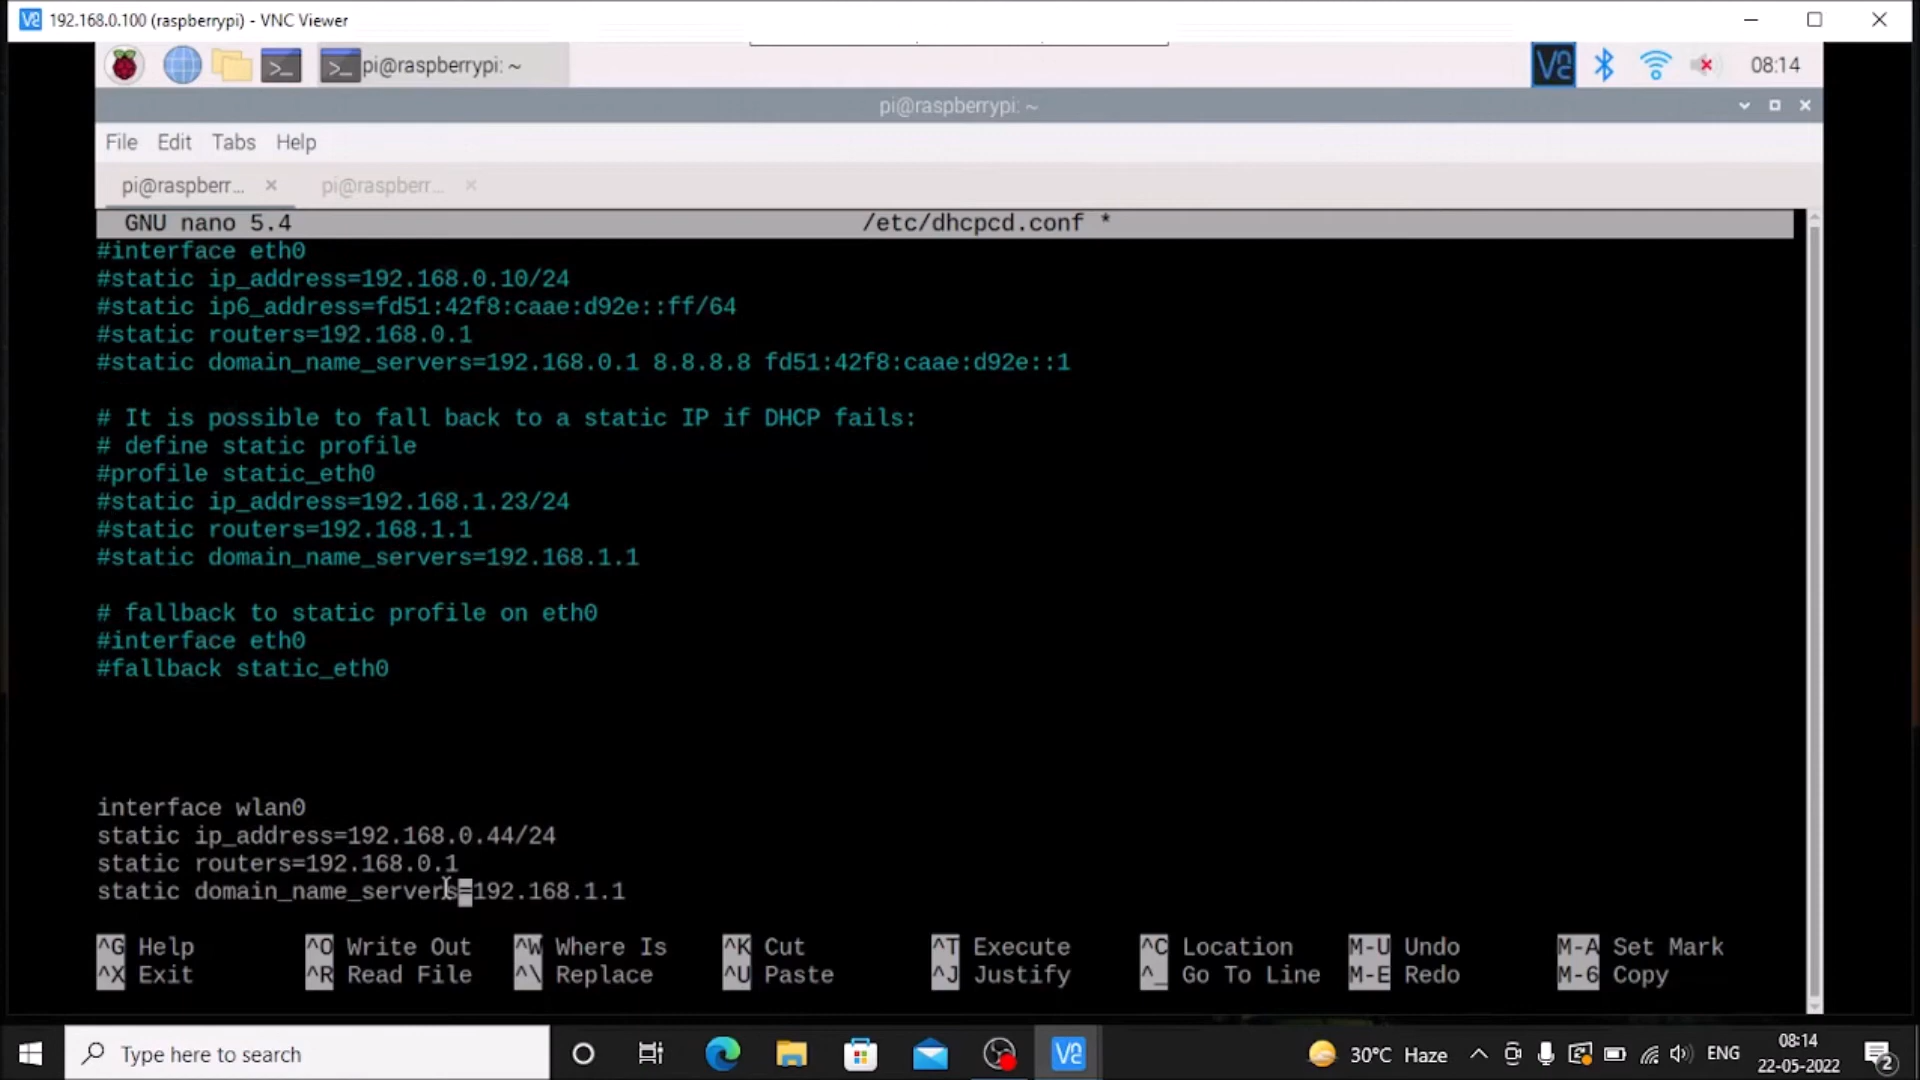 192.168.0.100 (raspberrypi) - VNC Viewer
pi@raspberrypi: ~
08:14
pi@raspberrypi: ~
File Edit Tabs Help
pi@raspberr... × pi@raspberr... ×
GNU nano 5.4 /etc/dhcpcd.conf *
#interface eth0
#static ip_address=192.168.0.10/24
#static ip6_address=fd51:42f8:caae:d92e::ff/64
#static routers=192.168.0.1
#static domain_name_servers=192.168.0.1 8.8.8.8 fd51:42f8:caae:d92e::1
# It is possible to fall back to a static IP if DHCP fails:
# define static profile
#profile static_eth0
#static ip_address=192.168.1.23/24
#static routers=192.168.1.1
#static domain_name_servers=192.168.1.1
# fallback to static profile on eth0
#interface eth0
#fallback static_eth0
interface wlan0
static ip_address=192.168.0.44/24
static routers=192.168.0.1
static domain_name_servers=192.168.1.1
^G Help ^O Write Out ^W Where Is ^K Cut ^T Execute ^C Location M-U Undo M-A Set Mark
^X Exit ^R Read File ^\ Replace ^U Paste ^J Justify ^_ Go To Line M-E Redo M-6 Copy
Type here to search
30°C Haze
ENG
08:14
22-05-2022
2